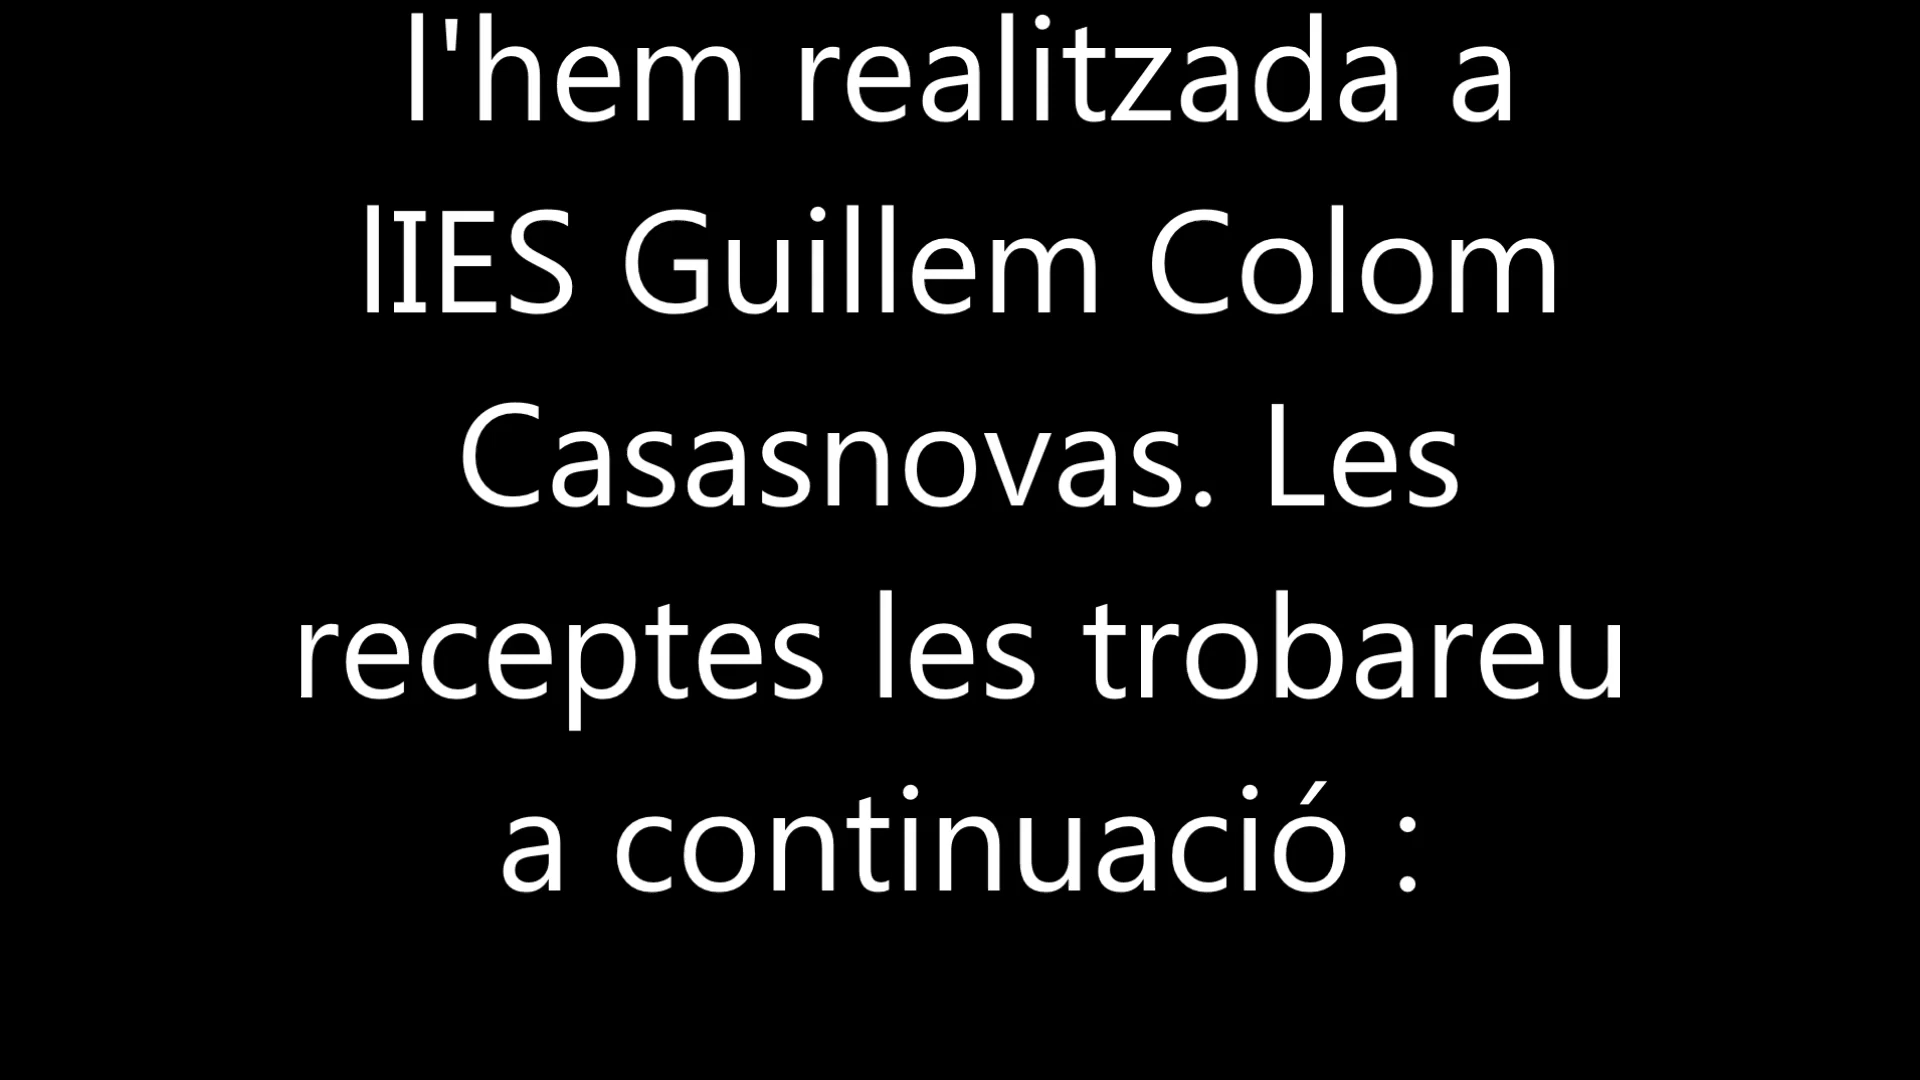 l'hem realitzada a
lIES Guillem Colom
Casasnovas. Les
receptes les trobareu
a continuació :